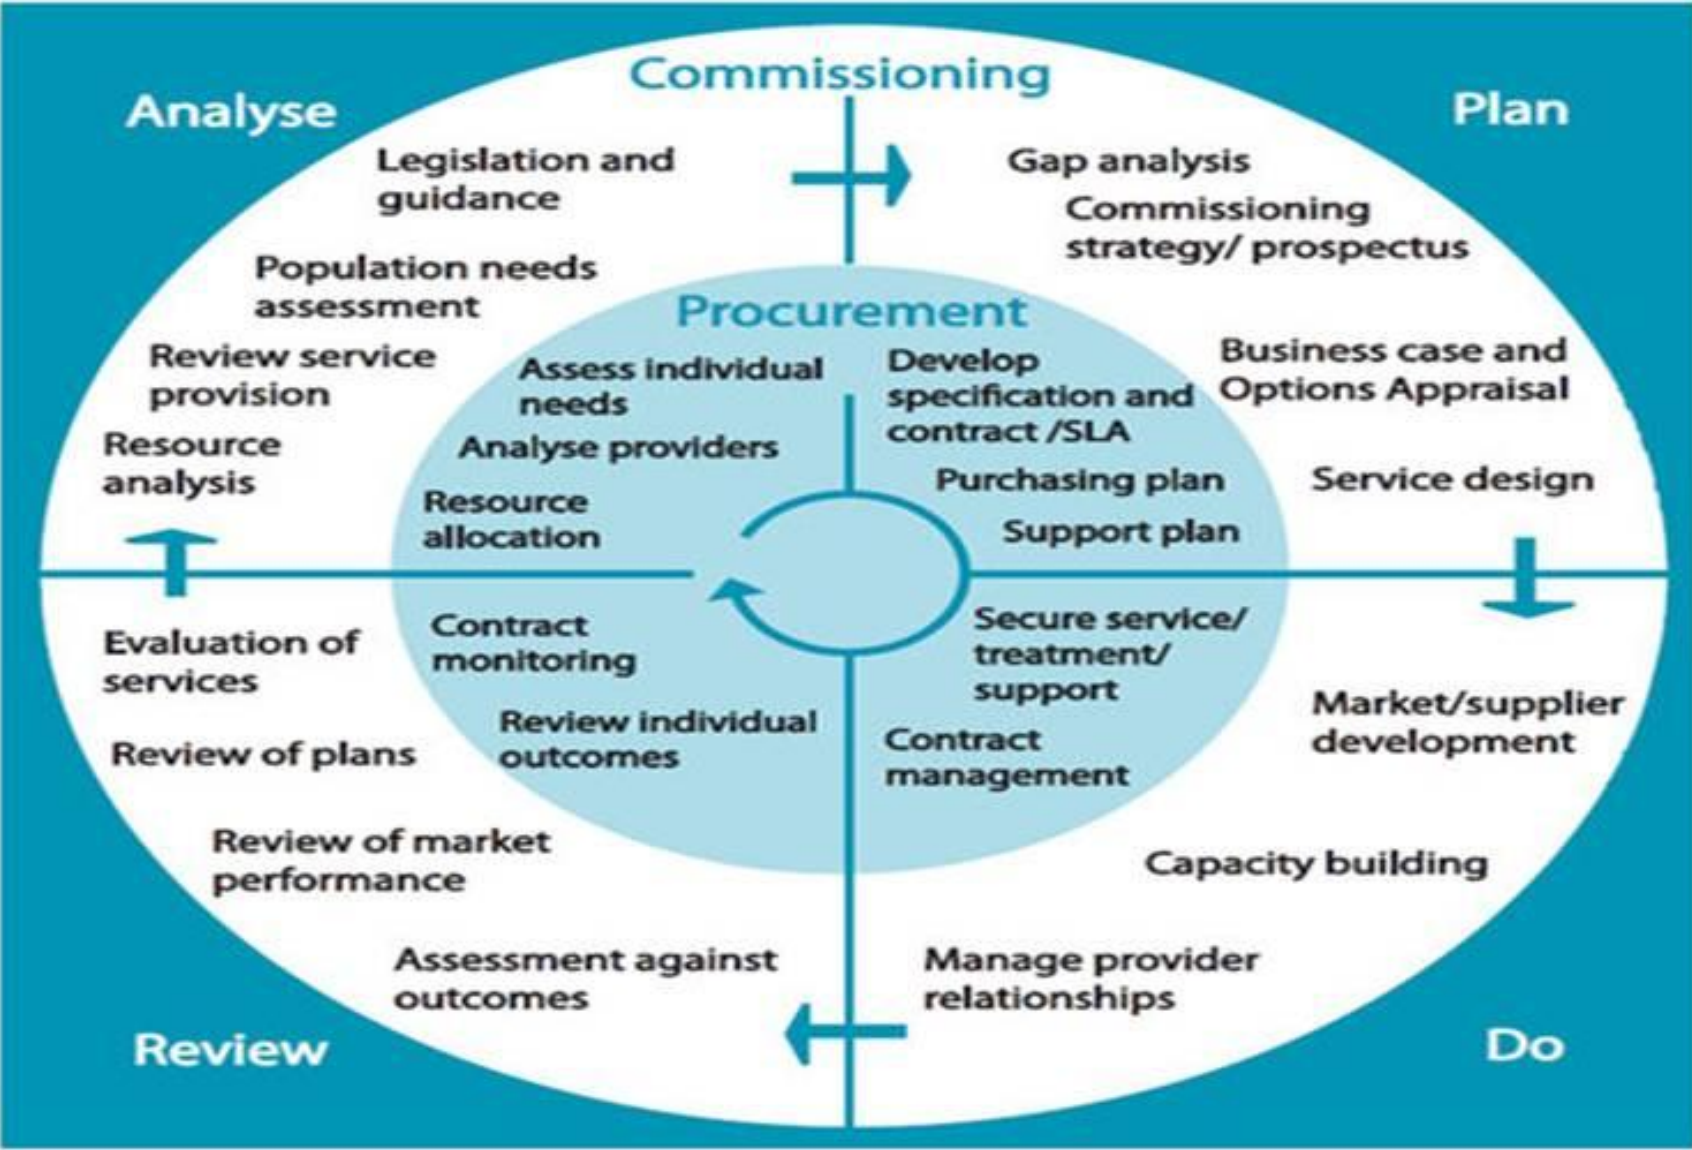 Commissioning
Analyse
Plan
Legislation and
guidance
Population needs
assessment
Review service
provision
Resource
analysis
Gap analysis
Commissioning
strategy/ prospectus
Business case and
Options Appraisal
Service design
Procurement
Assess individual
needs
Analyse providers
Resource
allocation
Develop
specification and
contract /SLA
Purchasing plan
Support plan
Contract
monitoring
Review individual
outcomes
Secure service/
treatment/
support
Contract
management
Evaluation of
services
Review of plans
Review of market
performance
Assessment against
outcomes
Market/supplier
development
Capacity building
Manage provider
relationships
Review
Do